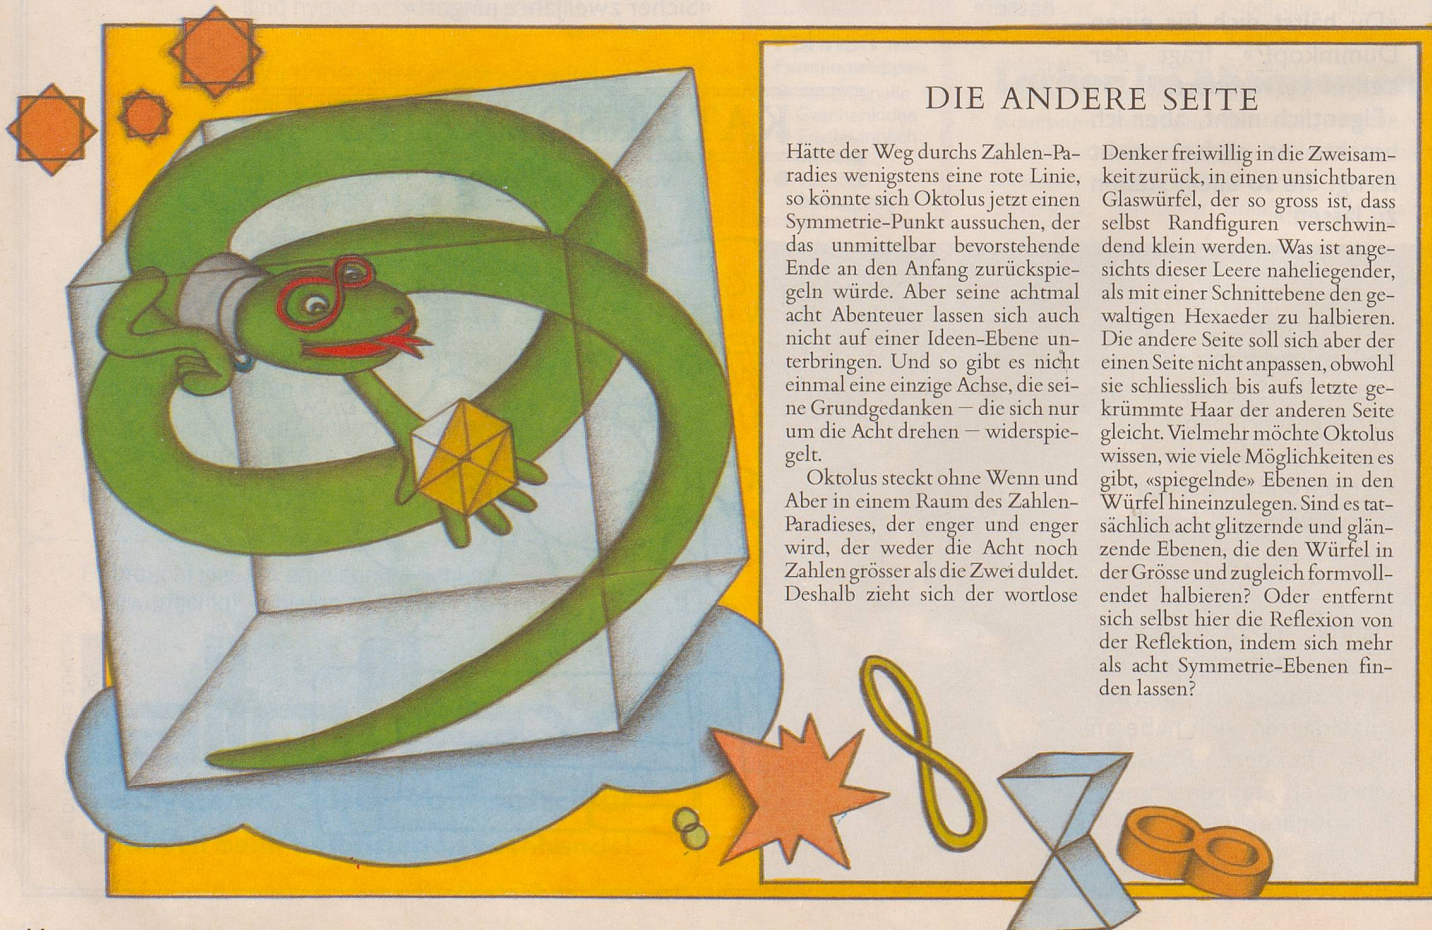 DIE ANDERE SEITE
Hätte der Weg durchs Zahlen-Pa-
radies wenigstens eine rote Linie,
so könnte sich Oktolus jetzt einen
Symmetrie-Punkt aussuchen, der
das unmittelbar bevorstehende
Ende an den Anfang zurückspie-
geln würde. Aber seine achtmal
acht Abenteuer lassen sich auch
nicht auf einer Ideen-Ebene un-
terbringen. Und so gibt es nicht
einmal eine einzige Achse, die sei-
ne Grundgedanken — die sich nur
um die Acht drehen — widerspie-
gelt.
Oktolus steckt ohne Wenn und
Aber in einem Raum des Zahlen-
Paradieses, der enger und enger
wird, der weder die Acht noch
Zahlen grösser als die Zwei duldet.
Deshalb zieht sich der wortlose
Denker freiwillig in die Zweisam-
keit zurück, in einen unsichtbaren
Glaswürfel, der so gross ist, dass
selbst Randfiguren verschwin-
dend klein werden. Was ist ange-
sichts dieser Leere naheliegender,
als mit einer Schnittebene den ge-
waltigen Hexaeder zu halbieren.
Die andere Seite soll sich aber der
einen Seite nicht anpassen, obwohl
sie schliesslich bis aufs letzte ge-
krümmte Haar der anderen Seite
gleicht. Vielmehr möchte Oktolus
wissen, wie viele Möglichkeiten es
gibt, «spiegelnde» Ebenen in den
Würfel hineinzulegen. Sind es tat-
sächlich acht glitzernde und glän-
zende Ebenen, die den Würfel in
der Grösse und zugleich formvoll-
endet halbieren? Oder entfernt
sich selbst hier die Reflexion von
der Reflektion, indem sich mehr
als acht Symmetrie-Ebenen fin-
den lassen?